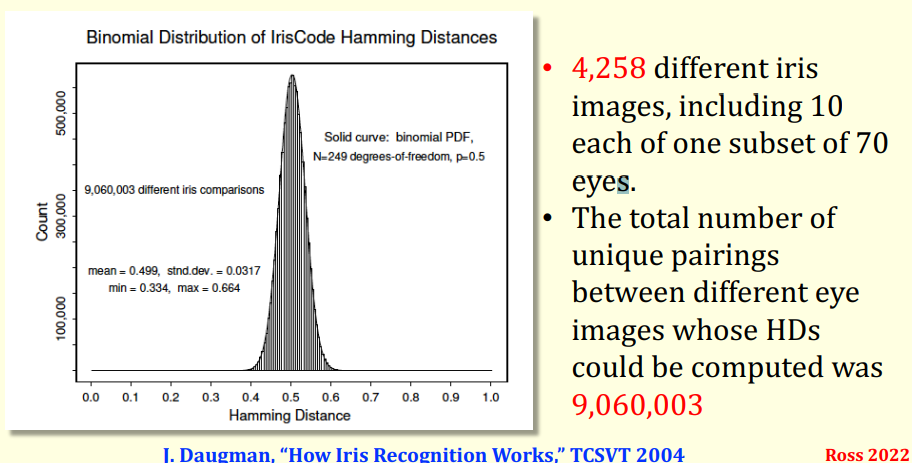 Binomial Distribution of IrisCode Hamming Distances
Solid curve: binomial PDF,
N=249 degrees-of-freedom, p=0.5
9,060,003 different iris comparisons
mean = 0.499, stnd.dev. = 0.0317
min = 0.334, max = 0.664
Count
500,000
300,000
100,000
0.0 0.1 0.2 0.3 0.4 0.5 0.6 0.7 0.8 0.9 1.0
Hamming Distance
• 4,258 different iris
images, including 10
each of one subset of 70
eyes.
• The total number of
unique pairings
between different eye
images whose HDs
could be computed was
9,060,003
J. Daugman, “How Iris Recognition Works,” TCSVT 2004
Ross 2022